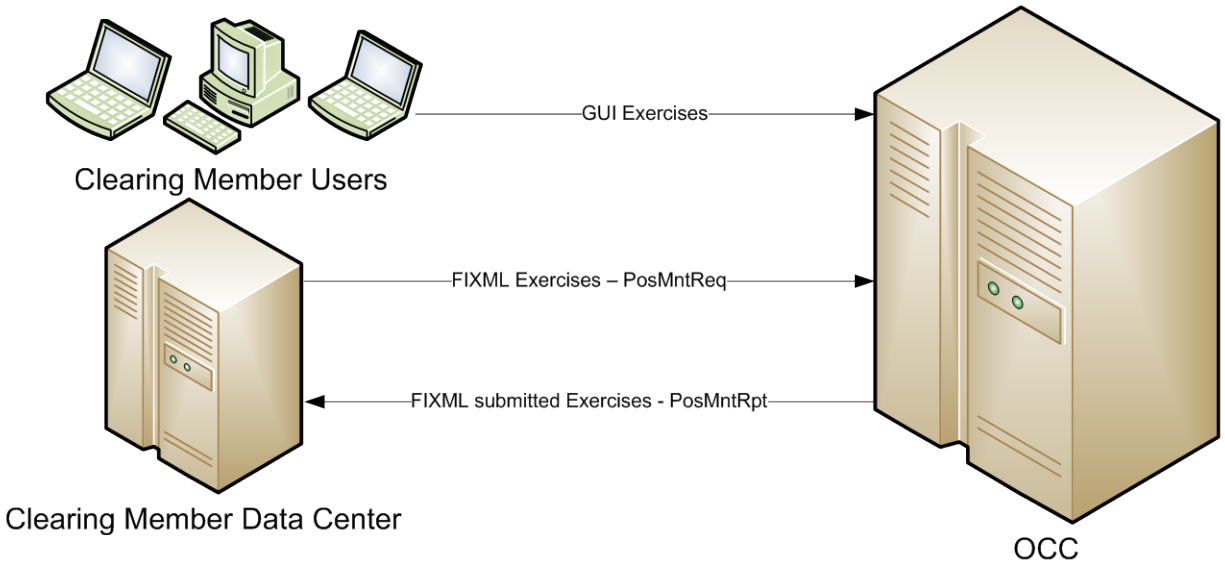 GUI Exercises
Clearing Member Users
FIXML Exercises – PosMntReq
FIXML submitted Exercises - PosMntRpt
Clearing Member Data Center
OCC